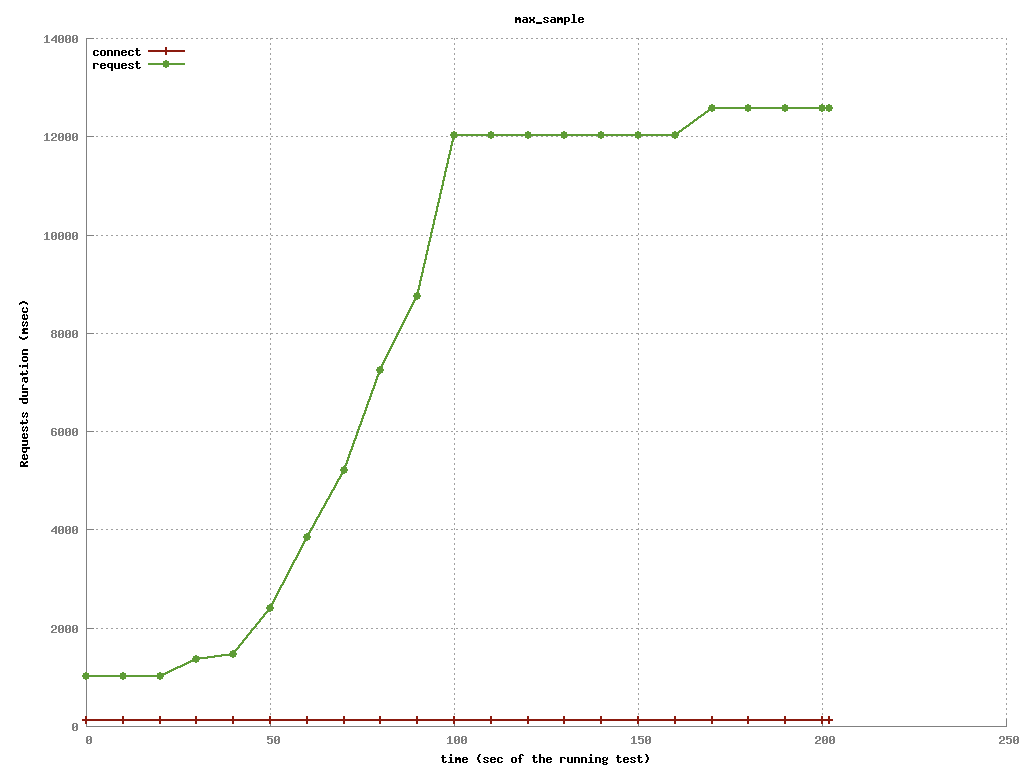 max_sample
14000
connect
request
12000
10000
8000
Requests duration (msec)
6000
4000
2000
0
0 50 100 150 200 250
time (sec of the running test)